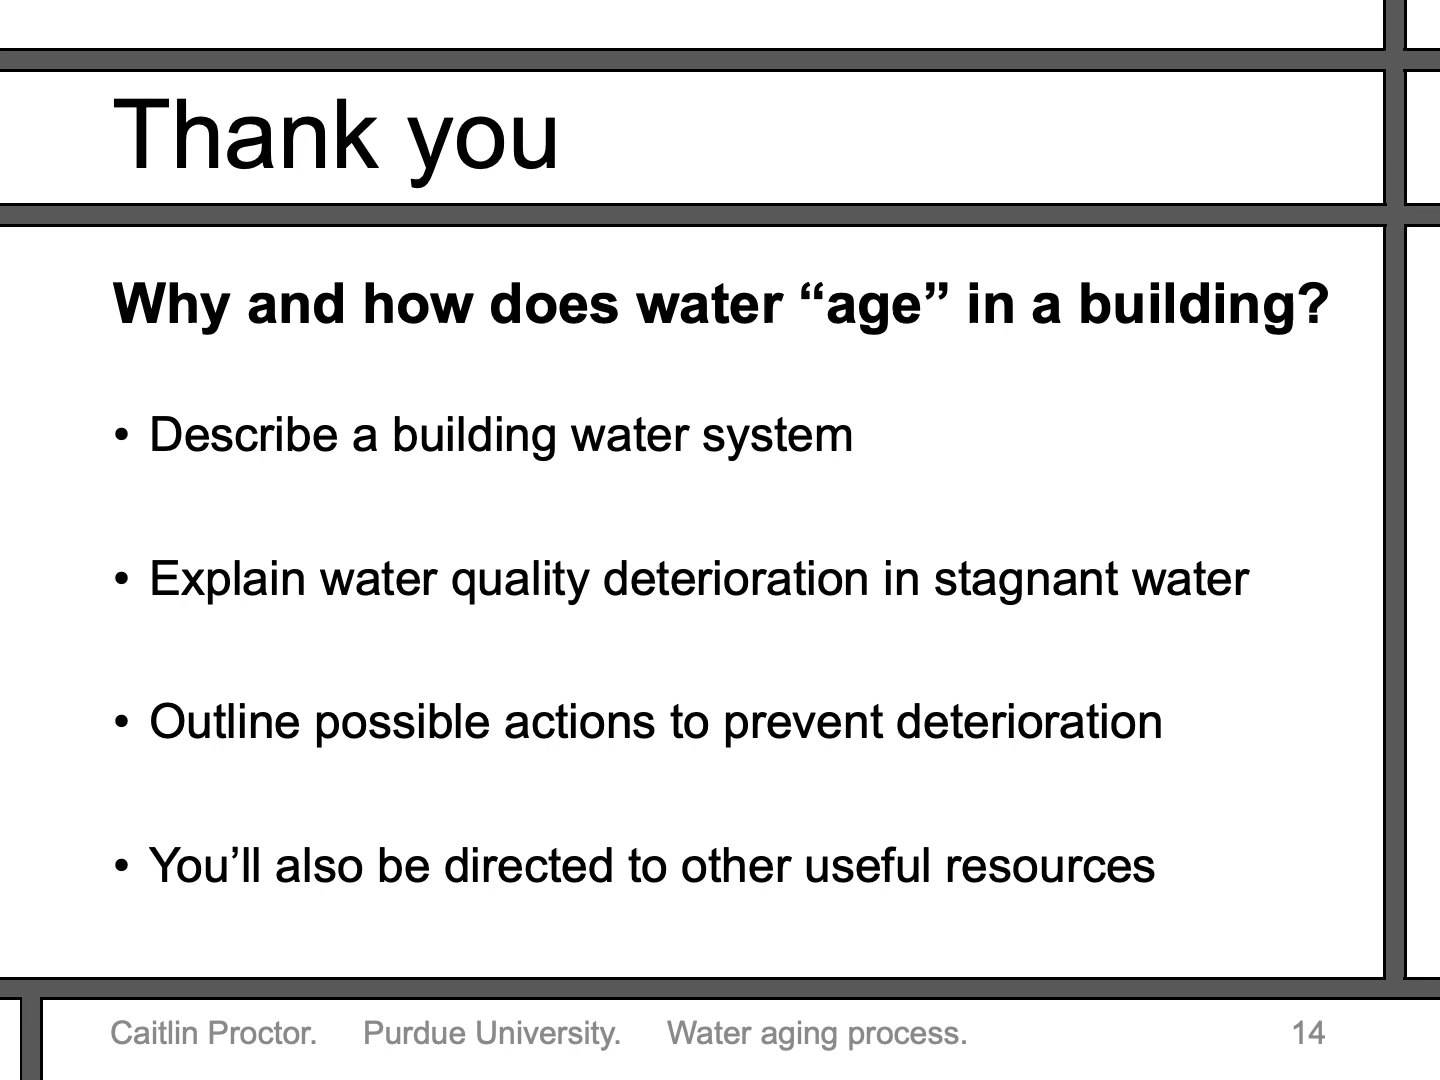 Thank you
Why and how does water “age” in a building?
• Describe a building water system
• Explain water quality deterioration in stagnant water
• Outline possible actions to prevent deterioration
• You’ll also be directed to other useful resources
Caitlin Proctor. Purdue University. Water aging process. 14